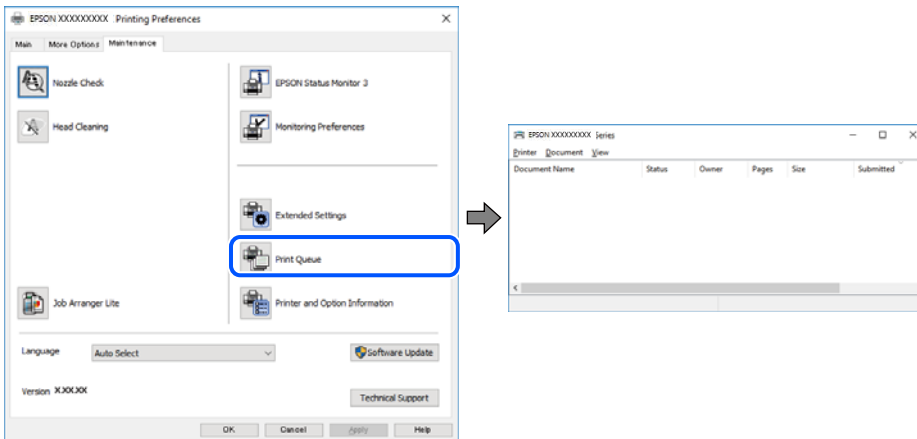 EPSON XXXXXXXXX Printing Preferences
Main More Options Maintenance
Nozzle Check
EPSON Status Monitor 3
Head Cleaning
Monitoring Preferences
Extended Settings
Print Queue
Job Arranger Lite
Printer and Option Information
Language Auto Select
Software Update
Version X.XX.XX
Technical Support
OK Cancel Apply Help
EPSON XXXXXXXXX Series
Printer Document View
Document Name Status Owner Pages Size Submitted